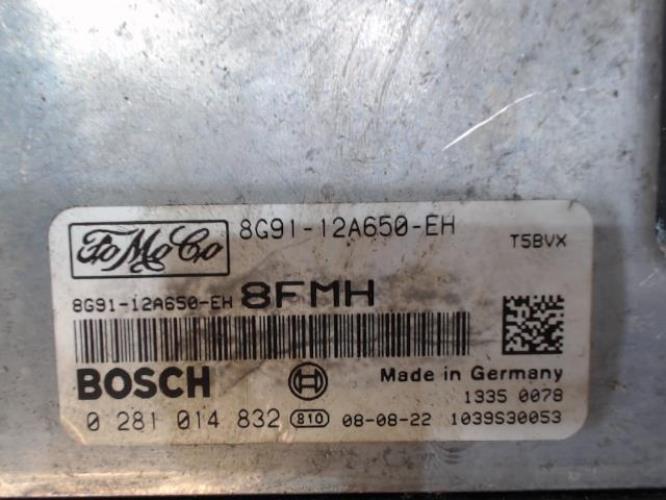 FoMoCo 8G91-12A650-EH
T5BVX
8G91-12A650-EH 8FMH
BOSCH Made in Germany
1335 0078
0 281 014 832 810 08-08-22 1039S30053